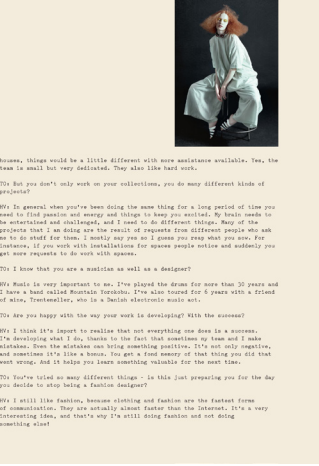 houses, things would be a little different with more assistance available. Yes, the
team is small but very dedicated. They also like hard work.
TO: But you don't only work on your collections, you do many different kinds of
projects?
HV: In general when you've been doing the same thing for a long period of time you
need to find passion and energy and things to keep you excited. My brain needs to
be entertained and challenged, and I need to do different things. Many of the
projects that I am doing are the result of requests from different people who ask
me to do stuff for them. I mostly say yes so I guess you reap what you sow. For
instance, if you work with installations for spaces people notice and suddenly you
get more requests to do work with spaces.
TO: I know that you are a musician as well as a designer?
HV: Music is very important to me. I've played the drums for more than 30 years and
I have a band called Mountain Yorokobu. I've also toured for 6 years with a friend
of mine, Trentemøller, who is a Danish electronic music act.
TO: Are you happy with the way your work is developing? With the success?
HV: I think it's import to realise that not everything one does is a success.
I'm developing what I do, thanks to the fact that sometimes my team and I make
mistakes. Even the mistakes can bring something positive. It's not only negative,
and sometimes it's like a bonus. You get a fond memory of that thing you did that
went wrong. And it helps you learn something valuable for the next time.
TO: You've tried so many different things - is this just preparing you for the day
you decide to stop being a fashion designer?
HV: I still like fashion, because clothing and fashion are the fastest forms
of communication. They are actually almost faster than the Internet. It's a very
interesting idea, and that's why I'm still doing fashion and not doing
something else!